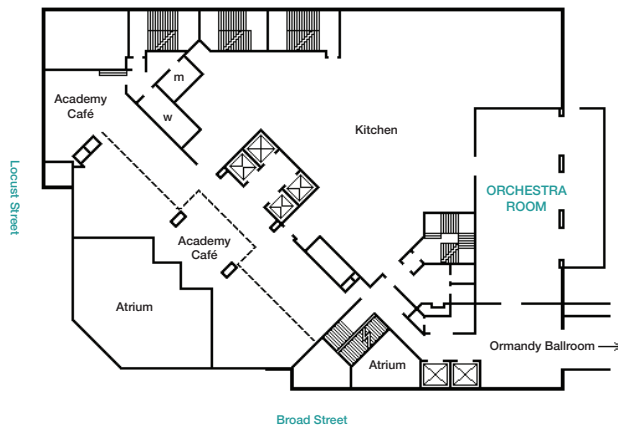 m
Academy
Café
w
Kitchen
Locust Street
ORCHESTRA
ROOM
Academy
Café
Atrium
Ormandy Ballroom
Atrium
Broad Street